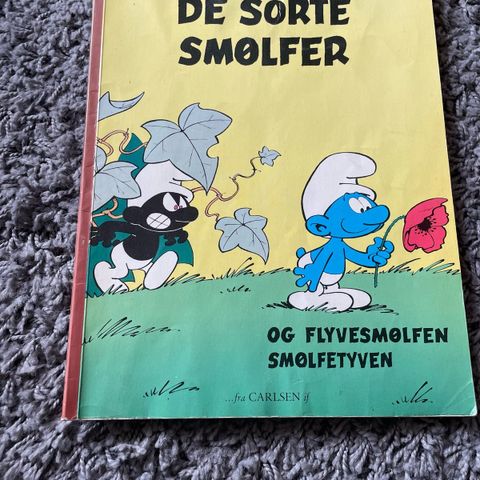 DE SORTE
SMØLFER
OG FLYVESMØLFEN
SMØLFETYVEN
...fra CARLSEN if